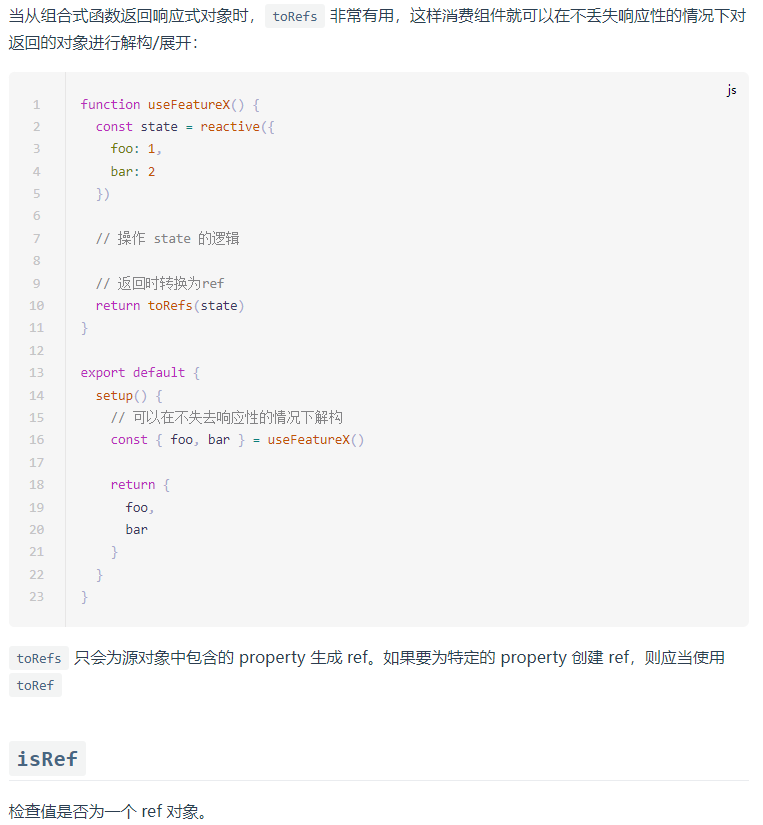 当从组合式函数返回响应式对象时， toRefs 非常有用，这样消费组件就可以在不丢失响应性的情况下对
返回的对象进行解构/展开：
js
1 function useFeatureX() {
2 const state = reactive({
3 foo: 1,
4 bar: 2
5 })
6
7 // 操作 state 的逻辑
8
9 // 返回时转换为ref
10 return toRefs(state)
11 }
12
13 export default {
14 setup() {
15 // 可以在不失去响应性的情况下解构
16 const { foo, bar } = useFeatureX()
17
18 return {
19 foo,
20 bar
21 }
22 }
23 }
toRefs 只会为源对象中包含的 property 生成 ref。如果要为特定的 property 创建 ref，则应当使用
toRef
isRef
检查值是否为一个 ref 对象。